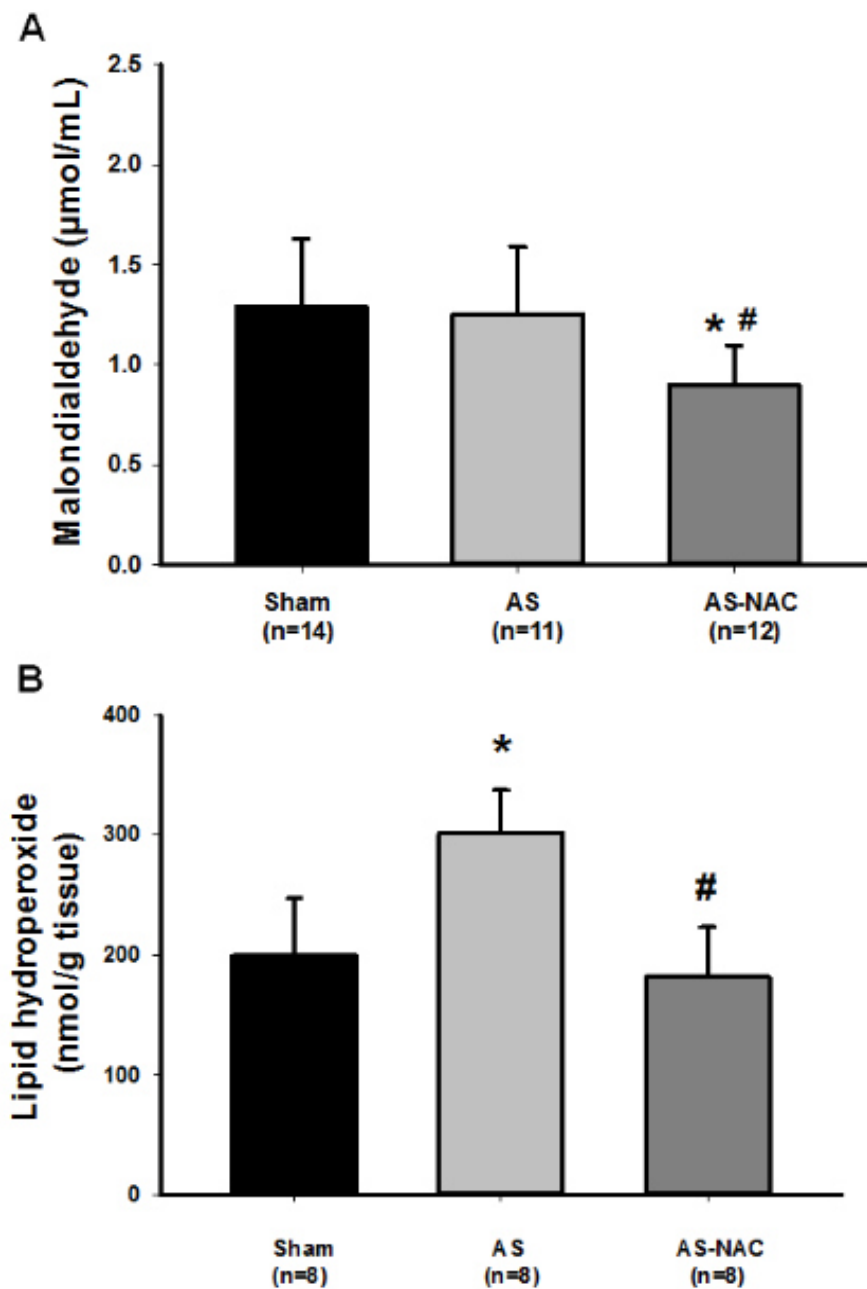 A
Malondialdehyde (µmol/mL)
2.5
2.0
1.5
1.0
0.5
0.0
* #
Sham
(n=14)
AS
(n=11)
AS-NAC
(n=12)
B
Lipid hydroperoxide
(nmol/g tissue)
400
300
200
100
0
*
#
Sham
(n=8)
AS
(n=8)
AS-NAC
(n=8)